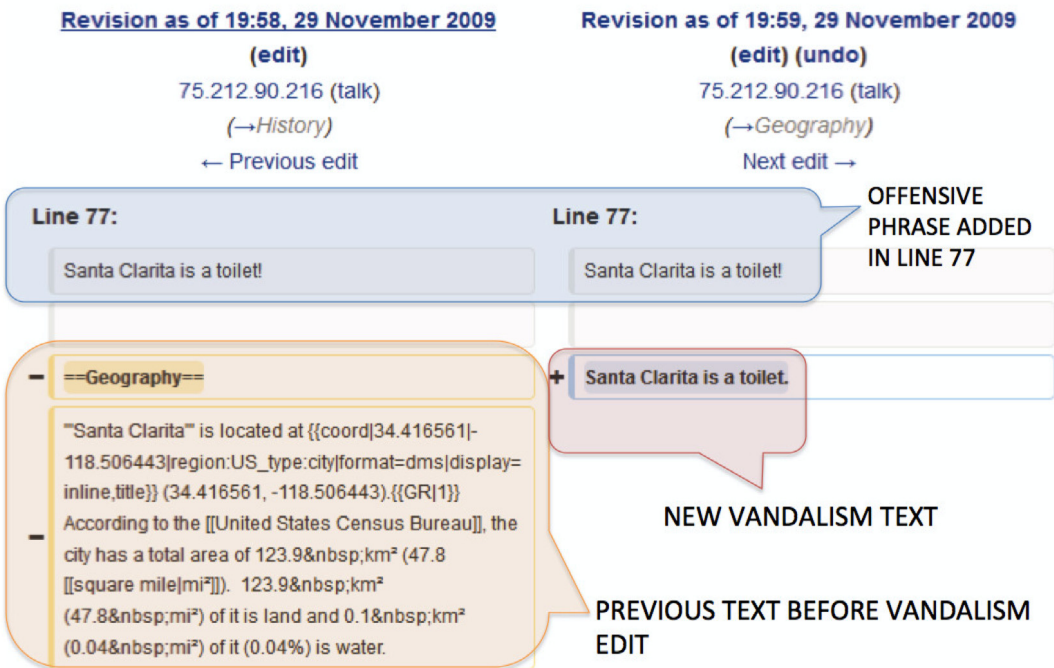 Revision as of 19:58, 29 November 2009
(edit)
75.212.90.216 (talk)
(→History)
← Previous edit
Revision as of 19:59, 29 November 2009
(edit) (undo)
75.212.90.216 (talk)
(→Geography)
Next edit →
Line 77:
Line 77:
OFFENSIVE
PHRASE ADDED
IN LINE 77
Santa Clarita is a toilet!
Santa Clarita is a toilet!
− ==Geography==
+ Santa Clarita is a toilet.
− '''Santa Clarita''' is located at {{coord|34.416561|-
118.506443|region:US_type:city|format=dms|display=
inline,title}} (34.416561, -118.506443).{{GR|1}}
According to the [[United States Census Bureau]], the
city has a total area of 123.9&nbsp;km² (47.8
[[square mile|mi²]]).  123.9&nbsp;km²
(47.8&nbsp;mi²) of it is land and 0.1&nbsp;km²
(0.04&nbsp;mi²) of it (0.04%) is water.
NEW VANDALISM TEXT
PREVIOUS TEXT BEFORE VANDALISM
EDIT